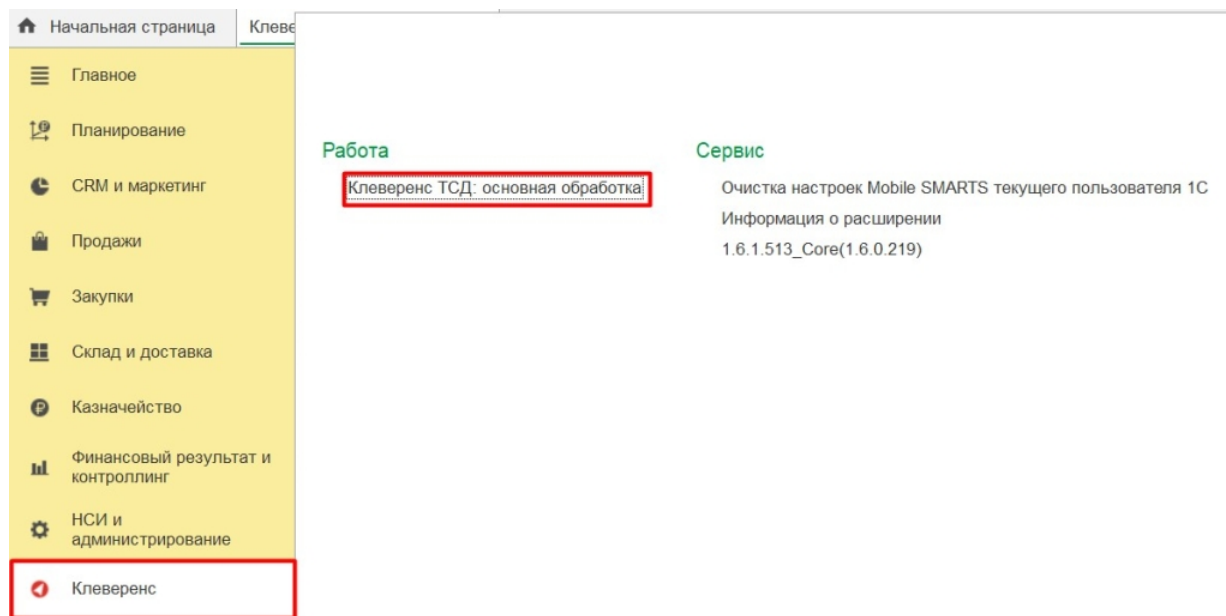 Начальная страница
Клеве
Главное
Планирование
CRM и маркетинг
Продажи
Закупки
Склад и доставка
Казначейство
Финансовый результат и
контроллинг
НСИ и
администрирование
Клеверенс
Работа
Клеверенс ТСД: основная обработка
Сервис
Очистка настроек Mobile SMARTS текущего пользователя 1С
Информация о расширении
1.6.1.513_Core(1.6.0.219)